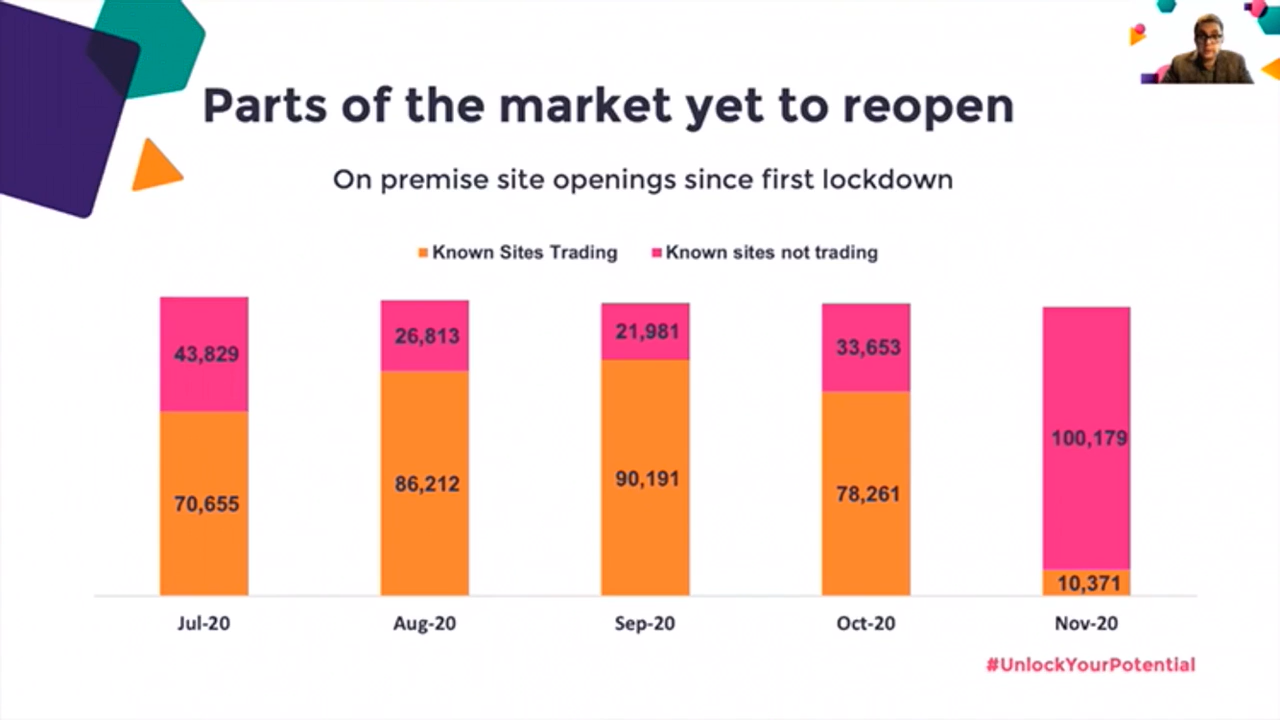 Parts of the market yet to reopen
On premise site openings since first lockdown
Known Sites Trading Known sites not trading
43,829 26,813 21,981 33,653 100,179
70,655 86,212 90,191 78,261 10,371
Jul-20 Aug-20 Sep-20 Oct-20 Nov-20
#UnlockYourPotential